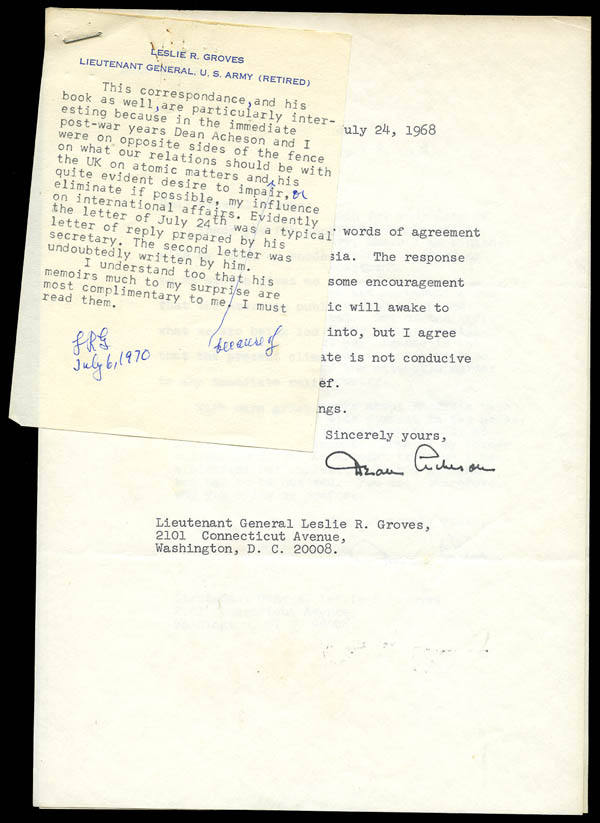 LESLIE R. GROVES
LIEUTENANT GENERAL, U. S. ARMY (RETIRED)
This correspondance, and his
book as well, are particularly inter-
esting because in the immediate
post-war years Dean Acheson and I
were on opposite sides of the fence
on what our relations should be with
the UK on atomic matters and, his
quite evident desire to impair, or
eliminate if possible, my influence
on international affairs. Evidently
the letter of July 24th was a typical
letter of reply prepared by his
secretary. The second letter was
undoubtedly written by him.
I understand too that his
memoirs much to my surprise are
most complimentary to me. I must
read them.
because of
LRG
July 6, 1970
uly 24, 1968
words of agreement
sia. The response
some encouragement
ic will awake to
into, but I agree
ate is not conducive
ef.
ngs.
Sincerely yours,
Dean Acheson
Lieutenant General Leslie R. Groves,
2101 Connecticut Avenue,
Washington, D. C. 20008.